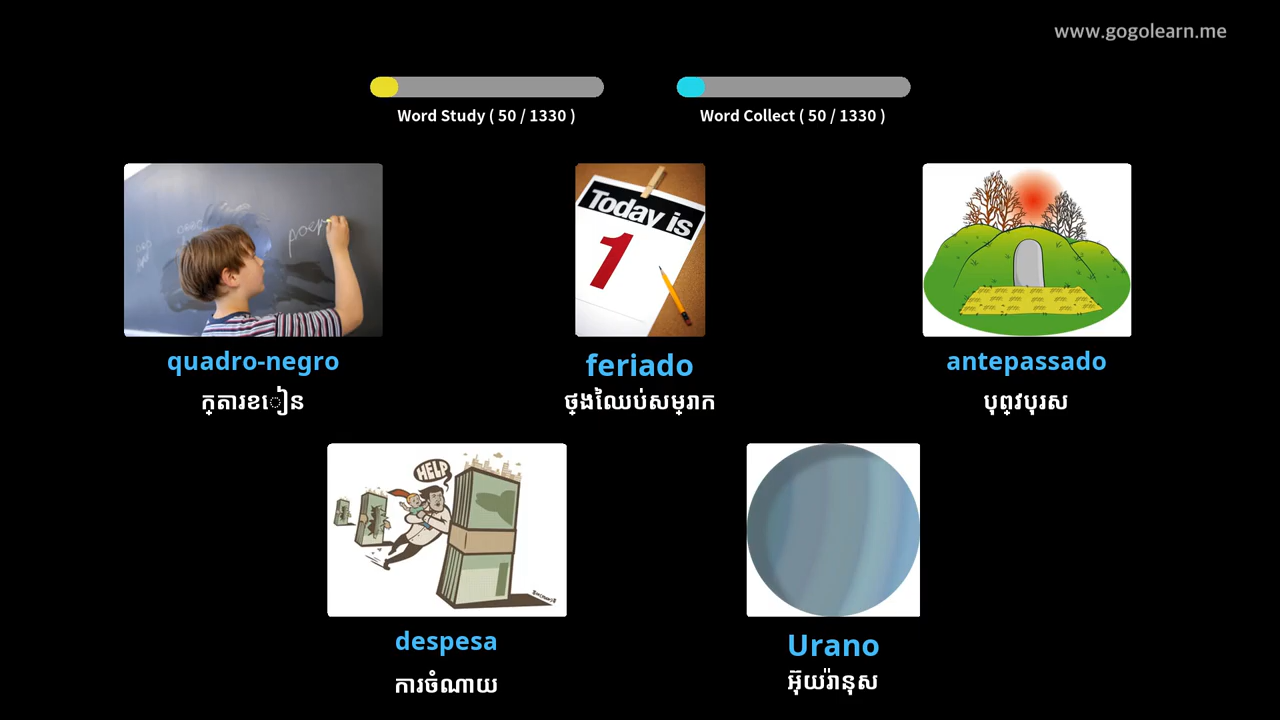 www.gogolearn.me
Word Study ( 50 / 1330 )
Word Collect ( 50 / 1330 )
poer
Today is
1
quadro-negro
feriado
antepassado
ក្តារខៀន
ថ្ងៃឈប់សម្រាក
បុព្វបុរស
HELP
despesa
Urano
ការចំណាយ
អ៊ុយរ៉ានុស